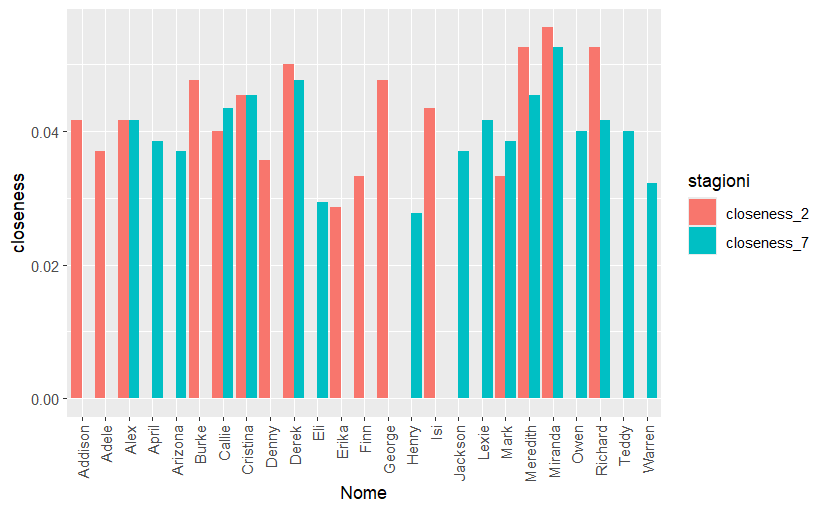 closeness
0.04
0.02
0.00
Addison
Adele
Alex
April
Arizona
Burke
Callie
Cristina
Denny
Derek
Eli
Erika
Finn
George
Henry
Isi
Jackson
Lexie
Mark
Meredith
Miranda
Owen
Richard
Teddy
Warren
Nome
stagioni
closeness_2
closeness_7